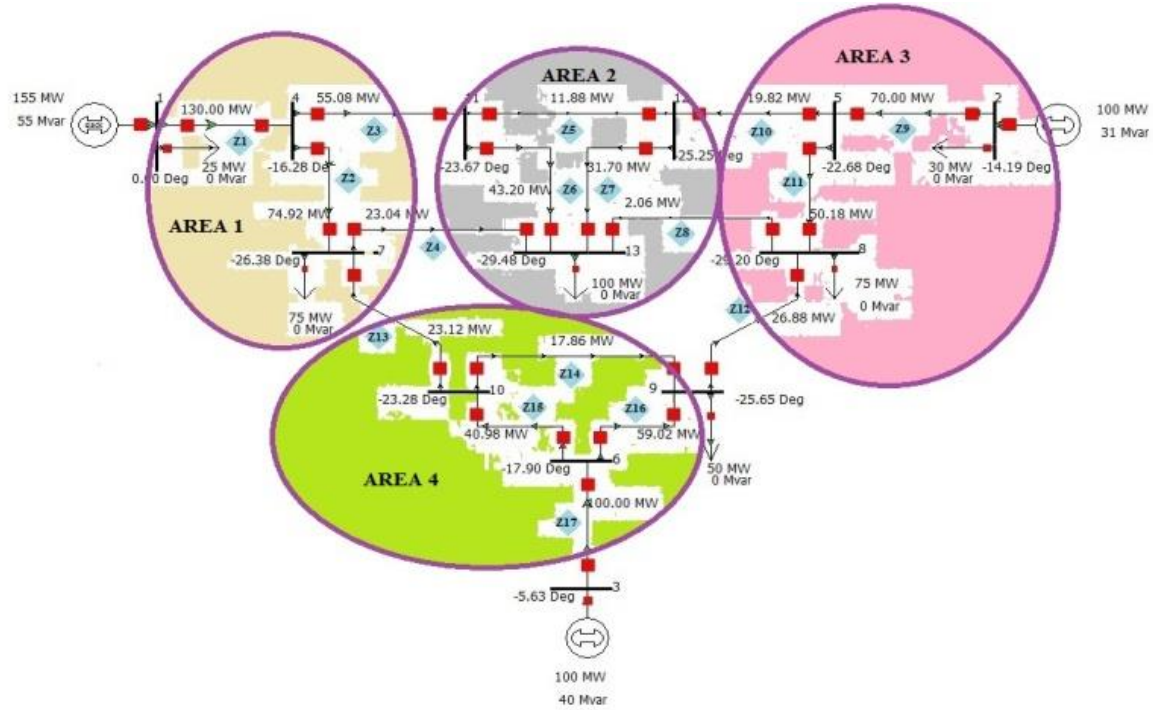 AREA 3
AREA 2
155 MW
55 Mvar
1
130.00 MW
Z1
25 MW
0 Mvar
0.00 Deg
4
55.08 MW
Z3
-16.28 Deg
Z2
74.92 MW
23.04 MW
Z4
AREA 1
-26.38 Deg
7
75 MW
0 Mvar
11.88 MW
Z5
-23.67 Deg
-25.25
43.20 MW
Z6
31.70 MW
Z7
2.06 MW
Z8
-29.48 Deg
13
100 MW
0 Mvar
19.82 MW
Z10
5
70.00 MW
Z9
2
100 MW
31 Mvar
30 MW
0 Mvar
-14.19 Deg
-22.68 Deg
Z11
50.18 MW
-29.20 Deg
8
75 MW
0 Mvar
Z12
26.88 MW
Z13
23.12 MW
17.86 MW
Z14
10
9
-23.28 Deg
-25.65 Deg
Z16
40.98 MW
59.02 MW
6
-17.90 Deg
50 MW
0 Mvar
AREA 4
100.00 MW
Z17
3
-5.63 Deg
100 MW
40 Mvar